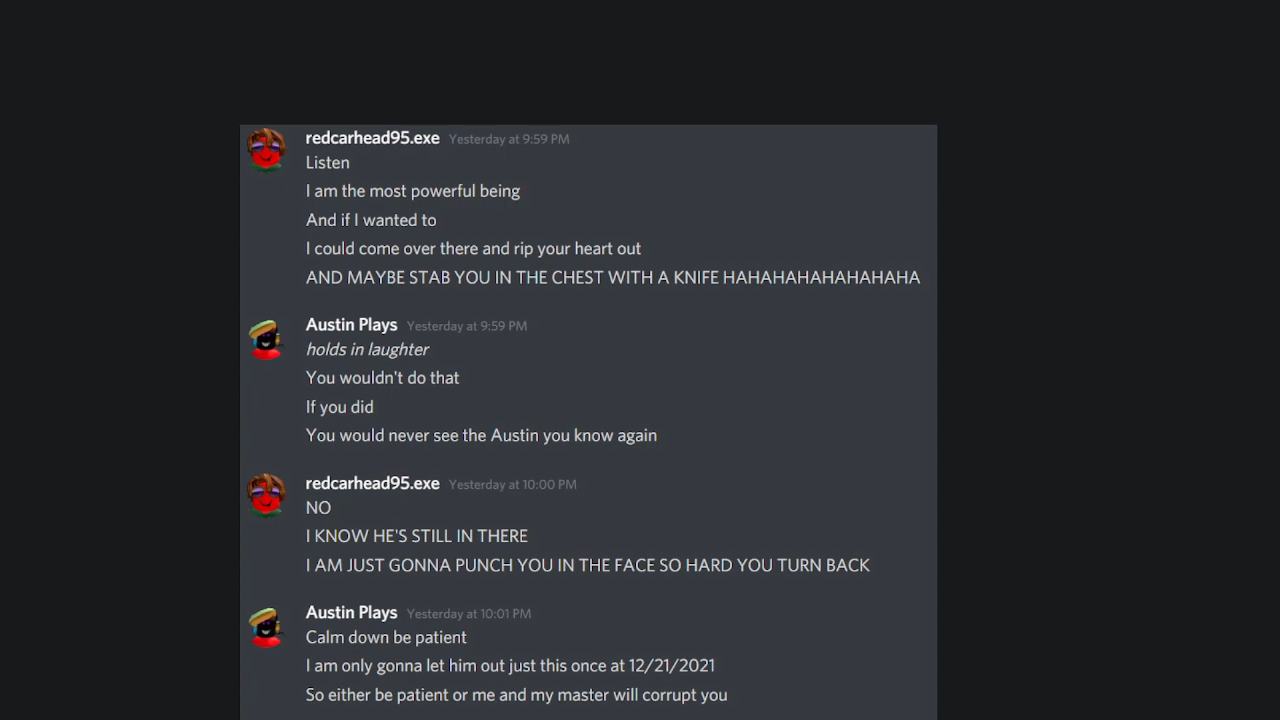 redcarhead95.exe Yesterday at 9:59 PM
Listen
I am the most powerful being
And if I wanted to
I could come over there and rip your heart out
AND MAYBE STAB YOU IN THE CHEST WITH A KNIFE HAHAHAHAHAHAHAHA
Austin Plays Yesterday at 9:59 PM
holds in laughter
You wouldn't do that
If you did
You would never see the Austin you know again
redcarhead95.exe Yesterday at 10:00 PM
NO
I KNOW HE'S STILL IN THERE
I AM JUST GONNA PUNCH YOU IN THE FACE SO HARD YOU TURN BACK
Austin Plays Yesterday at 10:01 PM
Calm down be patient
I am only gonna let him out just this once at 12/21/2021
So either be patient or me and my master will corrupt you